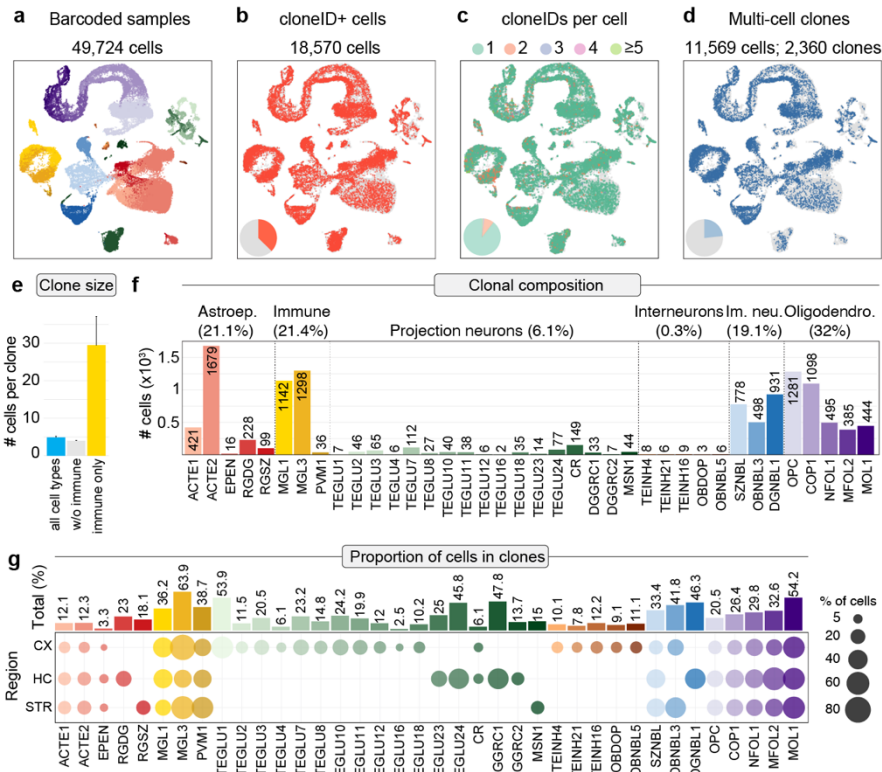 a Barcoded samples
49,724 cells
b cloneID+ cells
18,570 cells
c cloneIDs per cell
1 2 3 4 ≥5
d Multi-cell clones
11,569 cells; 2,360 clones
e Clone size
# cells per clone
30
20
10
0
all cell types
w/o immune
immune only
f Clonal composition
Astroep. (21.1%)
Immune (21.4%)
Projection neurons (6.1%)
Interneurons (0.3%)
Im. neu. (19.1%)
Oligodendro. (32%)
# cells (x10³)
1.5
1
0.5
421 1679 16 228 99 1142 1298 36 7 46 65 6 112 27 40 38 6 2 35 14 77 149 33 7 44 8 6 9 3 6 778 498 931 1281 1098 495 385 444
ACTE1 ACTE2 EPEN RGDG RGSZ MGL1 MGL3 PVM1 TEGLU1 TEGLU2 TEGLU3 TEGLU4 TEGLU7 TEGLU8 TEGLU10 TEGLU11 TEGLU12 TEGLU16 TEGLU18 TEGLU23 TEGLU24 CR DGGRC1 DGGRC2 MSN1 TEINH4 TEINH21 TEINH16 OBDOP OBNBL5 SZNBL OBNBL3 DGNBL1 OPC COP1 NFOL1 MFOL2 MOL1
g Proportion of cells in clones
Total (%)
12.1 12.3 3.3 23 18.1 36.2 63.9 38.7 53.9 11.5 20.5 6.1 23.2 14.8 24.2 19.9 12 2.5 10.2 25 45.8 6.1 47.8 13.7 15 10.1 7.8 12.2 9.1 11.1 33.4 41.8 46.3 20.5 26.4 29.8 32.6 54.2
Region
CX
HC
STR
% of cells
5
20
40
60
80
ACTE1 ACTE2 EPEN RGDG RGSZ MGL1 MGL3 PVM1 TEGLU1 TEGLU2 TEGLU3 TEGLU4 TEGLU7 TEGLU8 TEGLU10 TEGLU11 TEGLU12 EGLU16 TEGLU18 EGLU23 EGLU24 CR GGRC1 GGRC2 MSN1 TEINH4 TEINH21 TEINH16 OBDOP DBNBL5 SZNBL DBNBL3 DGNBL1 OPC COP1 NFOL1 MFOL2 MOL1